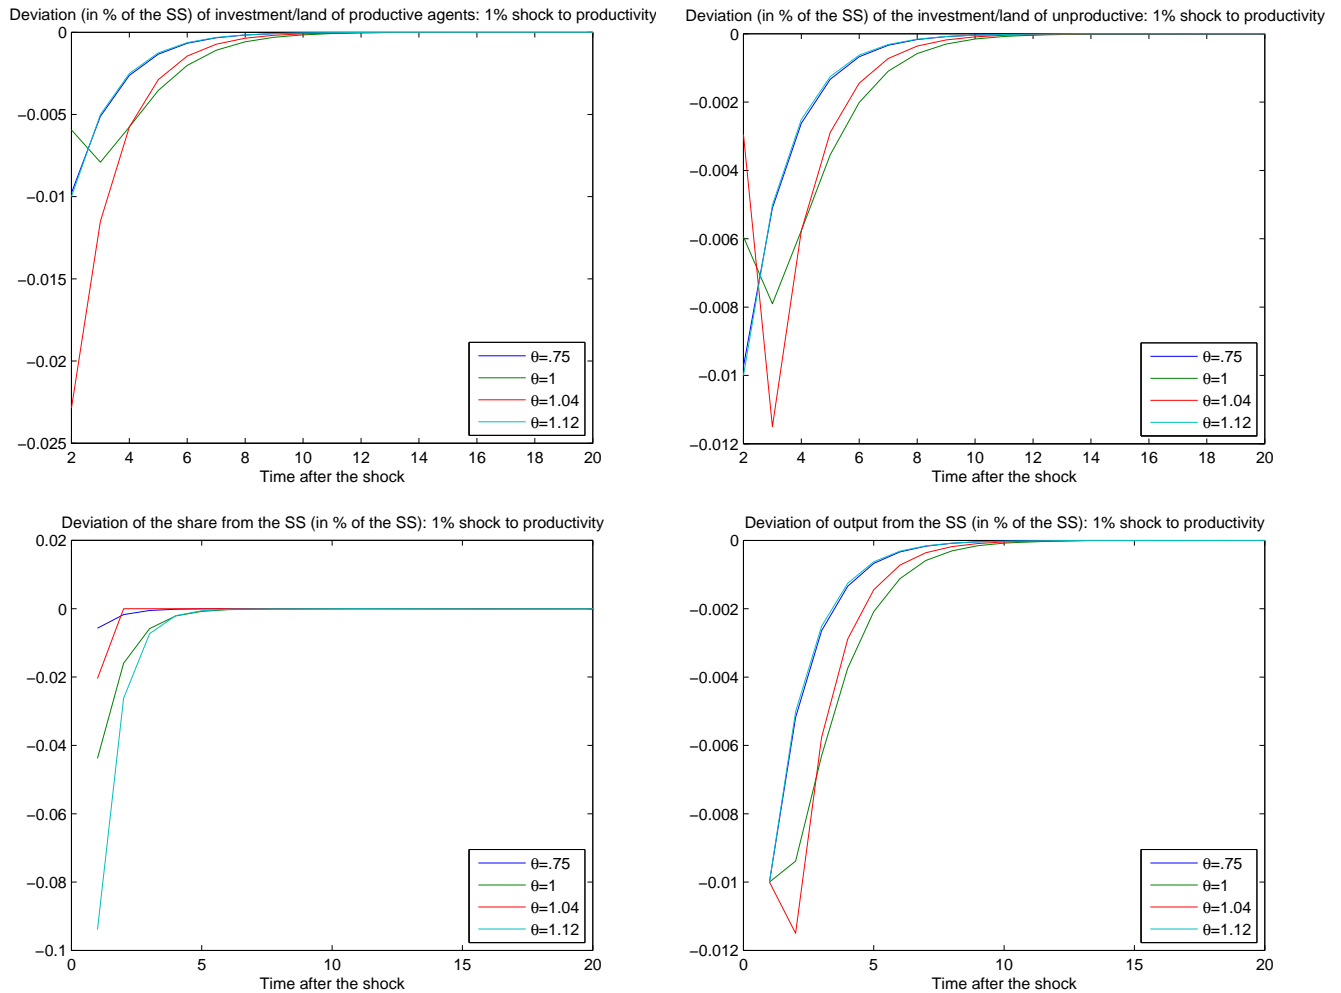 Deviation (in % of the SS) of investment/land of productive agents: 1% shock to productivity
0
−0.005
−0.01
−0.015
−0.02
−0.025
2 4 6 8 10 12 14 16 18 20
Time after the shock
θ=.75
θ=1
θ=1.04
θ=1.12
Deviation (in % of the SS) of the investment/land of unproductive: 1% shock to productivity
0
−0.002
−0.004
−0.006
−0.008
−0.01
−0.012
2 4 6 8 10 12 14 16 18 20
Time after the shock
θ=.75
θ=1
θ=1.04
θ=1.12
Deviation of the share from the SS (in % of the SS): 1% shock to productivity
0.02
0
−0.02
−0.04
−0.06
−0.08
−0.1
0 5 10 15 20
Time after the shock
θ=.75
θ=1
θ=1.04
θ=1.12
Deviation of output from the SS (in % of the SS): 1% shock to productivity
0
−0.002
−0.004
−0.006
−0.008
−0.01
−0.012
0 5 10 15 20
Time after the shock
θ=.75
θ=1
θ=1.04
θ=1.12